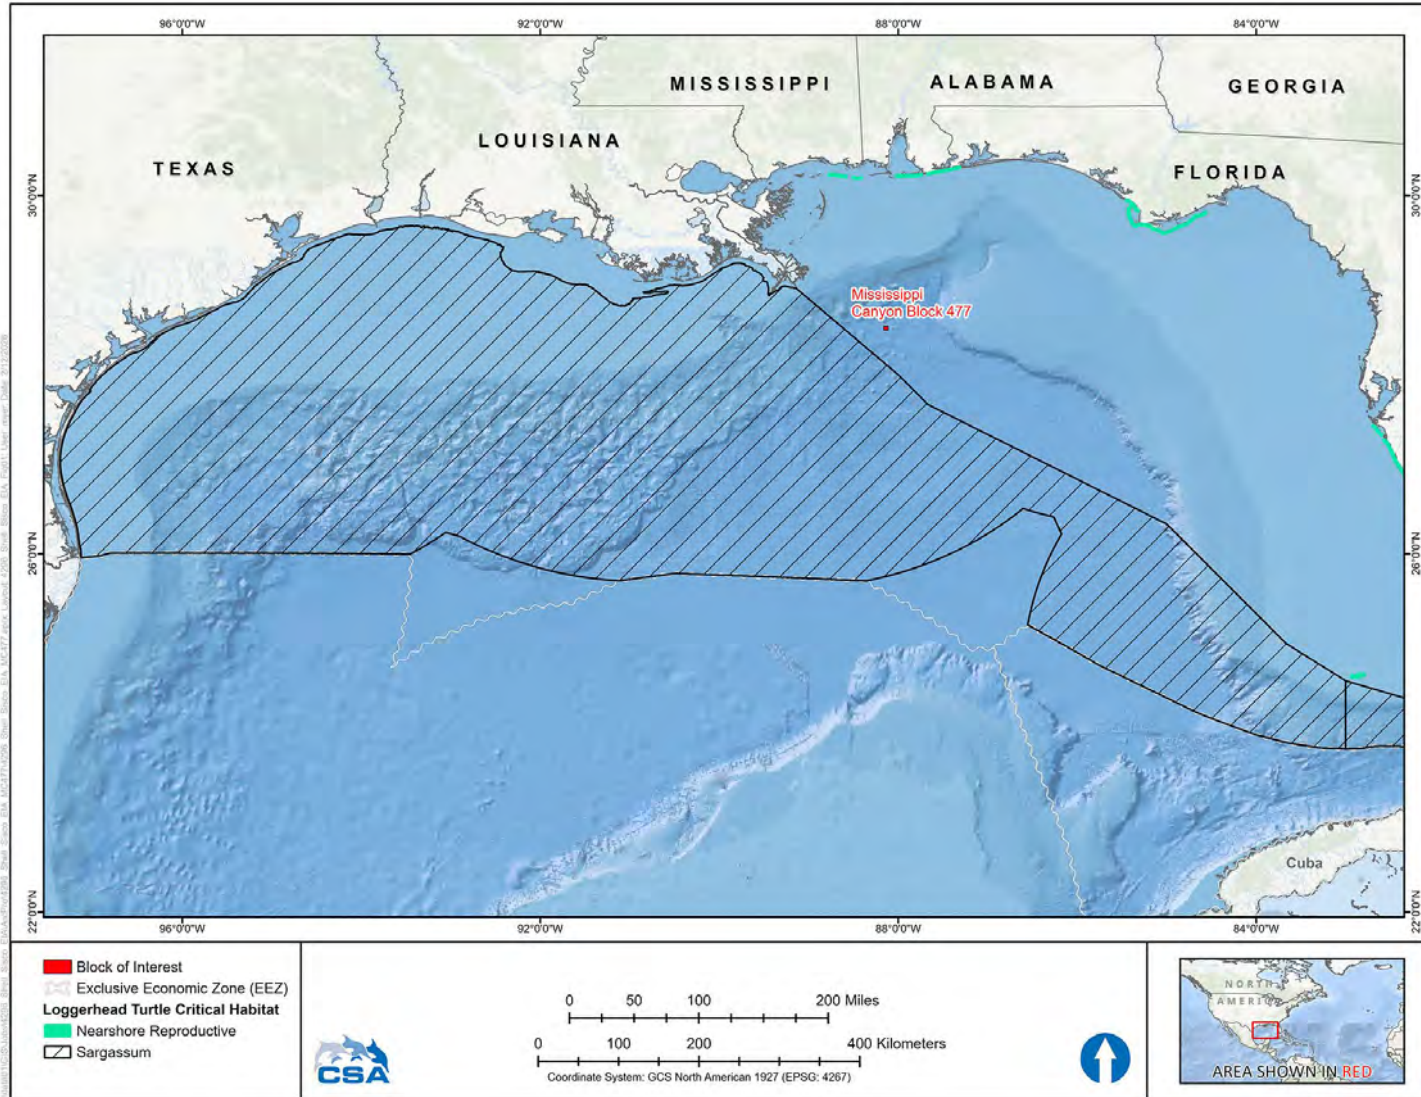 96°0'0"W 92°0'0"W 88°0'0"W 84°0'0"W
MISSISSIPPI ALABAMA GEORGIA
LOUISIANA
TEXAS FLORIDA
30°0'0"N 30°0'0"N
Mississippi
Canyon Block 477
26°0'0"N 26°0'0"N
Cuba
22°0'0"N 22°0'0"N
96°0'0"W 92°0'0"W 88°0'0"W 84°0'0"W
Block of Interest
Exclusive Economic Zone (EEZ)
Loggerhead Turtle Critical Habitat
Nearshore Reproductive
Sargassum
CSA
0 50 100 200 Miles
0 100 200 400 Kilometers
Coordinate System: GCS North American 1927 (EPSG: 4267)
NORTH
AMERICA
AREA SHOWN IN RED